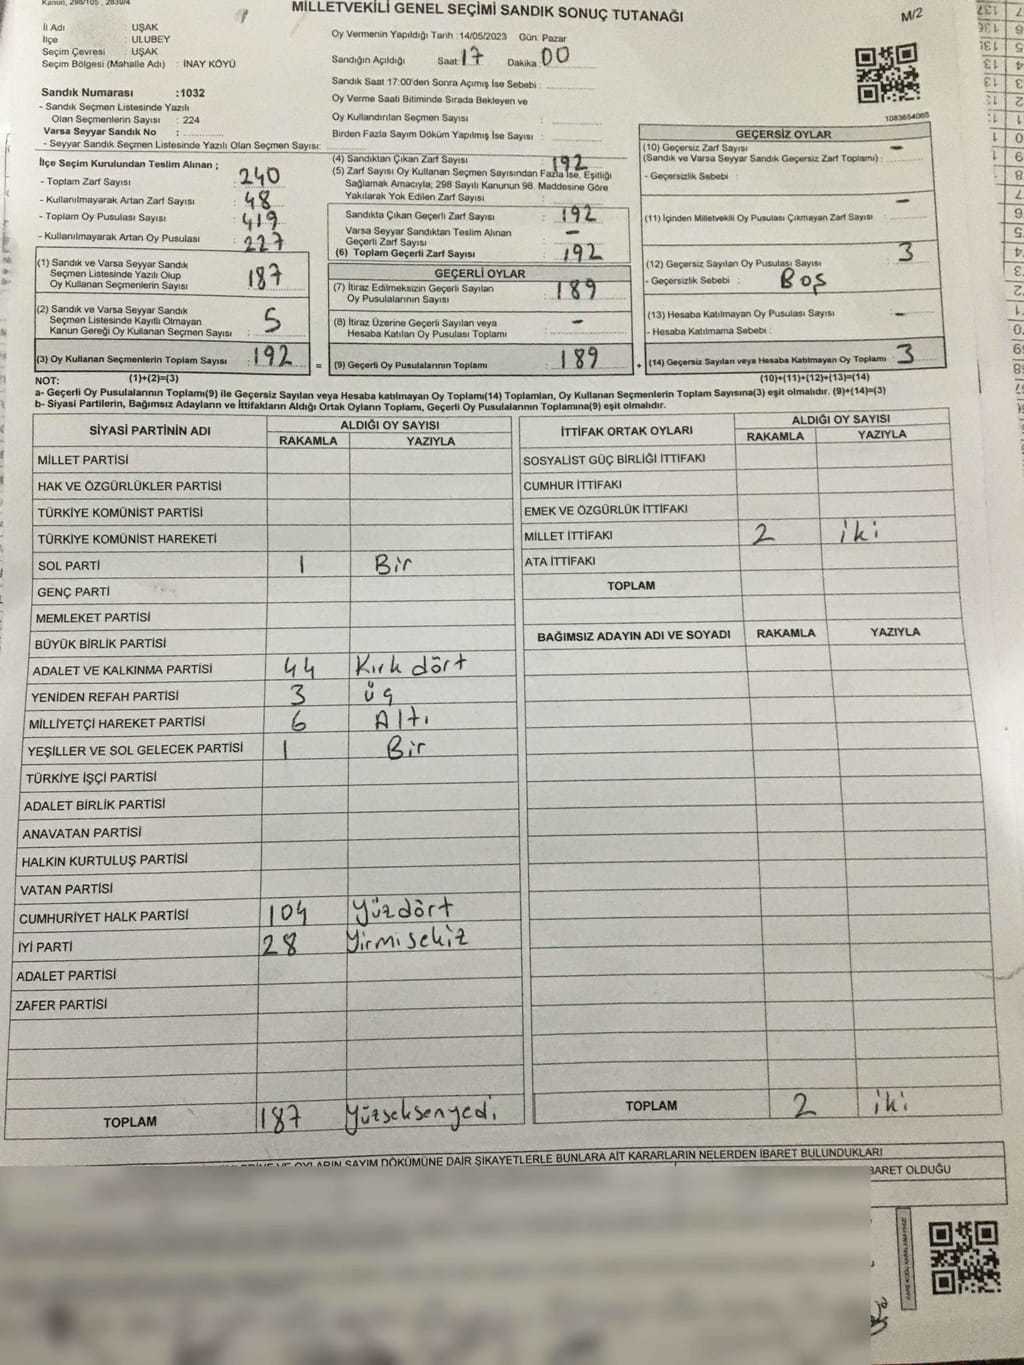 Kanun, 298/105 , 2839/4
MİLLETVEKİLİ GENEL SEÇİMİ SANDIK SONUÇ TUTANAĞI
M/2
İl Adı : UŞAK
İlçe : ULUBEY
Seçim Çevresi : UŞAK
Seçim Bölgesi (Mahalle Adı) : İNAY KÖYÜ
Sandık Numarası :1032
- Sandık Seçmen Listesinde Yazılı
Olan Seçmenlerin Sayısı : 224
Varsa Seyyar Sandık No :
- Seyyar Sandık Seçmen Listesinde Yazılı Olan Seçmen Sayısı:
Oy Vermenin Yapıldığı Tarih :14/05/2023 Gün: Pazar
Sandığın Açıldığı Saat: 17 Dakika: 00
Sandık Saat 17:00'den Sonra Açımış İse Sebebi :
Oy Verme Saati Bitiminde Sırada Bekleyen ve
Oy Kullandırılan Seçmen Sayısı :
Birden Fazla Sayım Döküm Yapılmış İse Sayısı :
1083654065
İlçe Seçim Kurulundan Teslim Alınan ;
- Toplam Zarf Sayısı : 240
- Kullanılmayarak Artan Zarf Sayısı : 48
- Toplam Oy Pusulası Sayısı : 419
- Kullanılmayarak Artan Oy Pusulası : 227
(1) Sandık ve Varsa Seyyar Sandık
Seçmen Listesinde Yazılı Olup
Oy Kullanan Seçmenlerin Sayısı : 187
(2) Sandık ve Varsa Seyyar Sandık
Seçmen Listesinde Kayıtlı Olmayan
Kanun Gereği Oy Kullanan Seçmen Sayısı : 5
(3) Oy Kullanan Seçmenlerin Toplam Sayısı : 192
(1)+(2)=(3)
(4) Sandıktan Çıkan Zarf Sayısı : 192
(5) Zarf Sayısı Oy Kullanan Seçmen Sayısından Fazla İse, Eşitliği
Sağlamak Amacıyla; 298 Sayılı Kanunun 98. Maddesine Göre
Yakılarak Yok Edilen Zarf Sayısı :
Sandıkta Çıkan Geçerli Zarf Sayısı : 192
Varsa Seyyar Sandıktan Teslim Alınan
Geçerli Zarf Sayısı : -
(6) Toplam Geçerli Zarf Sayısı : 192
GEÇERLİ OYLAR
(7) İtiraz Edilmeksizin Geçerli Sayılan
Oy Pusulalarının Sayısı : 189
(8) İtiraz Üzerine Geçerli Sayılan veya
Hesaba Katılan Oy Pusulası Toplamı : -
= (9) Geçerli Oy Pusulalarının Toplamı : 189
GEÇERSİZ OYLAR
(10) Geçersiz Zarf Sayısı
(Sandık ve Varsa Seyyar Sandık Geçersiz Zarf Toplamı) : -
- Geçersizlik Sebebi :
(11) İçinden Milletvekili Oy Pusulası Çıkmayan Zarf Sayısı : -
(12) Geçersiz Sayılan Oy Pusulası Sayısı : 3
- Geçersizlik Sebebi : Boş
(13) Hesaba Katılmayan Oy Pusulası Sayısı : -
- Hesaba Katılmama Sebebi :
+ (14) Geçersiz Sayılan veya Hesaba Katılmayan Oy Toplamı : 3
(10)+(11)+(12)+(13)=(14)
NOT:
a- Geçerli Oy Pusulalarının Toplamı(9) ile Geçersiz Sayılan veya Hesaba katılmayan Oy Toplamı(14) Toplamları, Oy Kullanan Seçmenlerin Toplam Sayısına(3) eşit olmalıdır. (9)+(14)=(3)
b- Siyasi Partilerin, Bağımsız Adayların ve İttifakların Aldığı Ortak Oyların Toplamı, Geçerli Oy Pusulalarının Toplamına(9) eşit olmalıdır.
SİYASİ PARTİNİN ADI ALDIĞI OY SAYISI
RAKAMLA YAZIYLA
MİLLET PARTİSİ
HAK VE ÖZGÜRLÜKLER PARTİSİ
TÜRKİYE KOMÜNİST PARTİSİ
TÜRKİYE KOMÜNİST HAREKETİ
SOL PARTİ 1 Bir
GENÇ PARTİ
MEMLEKET PARTİSİ
BÜYÜK BİRLİK PARTİSİ
ADALET VE KALKINMA PARTİSİ 44 Kırk dört
YENİDEN REFAH PARTİSİ 3 üç
MİLLİYETÇİ HAREKET PARTİSİ 6 Altı
YEŞİLLER VE SOL GELECEK PARTİSİ 1 Bir
TÜRKİYE İŞÇİ PARTİSİ
ADALET BİRLİK PARTİSİ
ANAVATAN PARTİSİ
HALKIN KURTULUŞ PARTİSİ
VATAN PARTİSİ
CUMHURİYET HALK PARTİSİ 104 Yüzdört
İYİ PARTİ 28 Yirmisekiz
ADALET PARTİSİ
ZAFER PARTİSİ
TOPLAM 187 Yüzseksenyedi
İTTİFAK ORTAK OYLARI ALDIĞI OY SAYISI
RAKAMLA YAZIYLA
SOSYALİST GÜÇ BİRLİĞİ İTTİFAKI
CUMHUR İTTİFAKI
EMEK VE ÖZGÜRLÜK İTTİFAKI
MİLLET İTTİFAKI 2 iki
ATA İTTİFAKI
TOPLAM
BAĞIMSIZ ADAYIN ADI VE SOYADI RAKAMLA YAZIYLA
TOPLAM 2 iki
OYLARIN SAYIM DÖKÜMÜNE DAİR ŞİKAYETLERLE BUNLARA AİT KARARLARIN NELERDEN İBARET BULUNDUKLARI
OLDUĞU